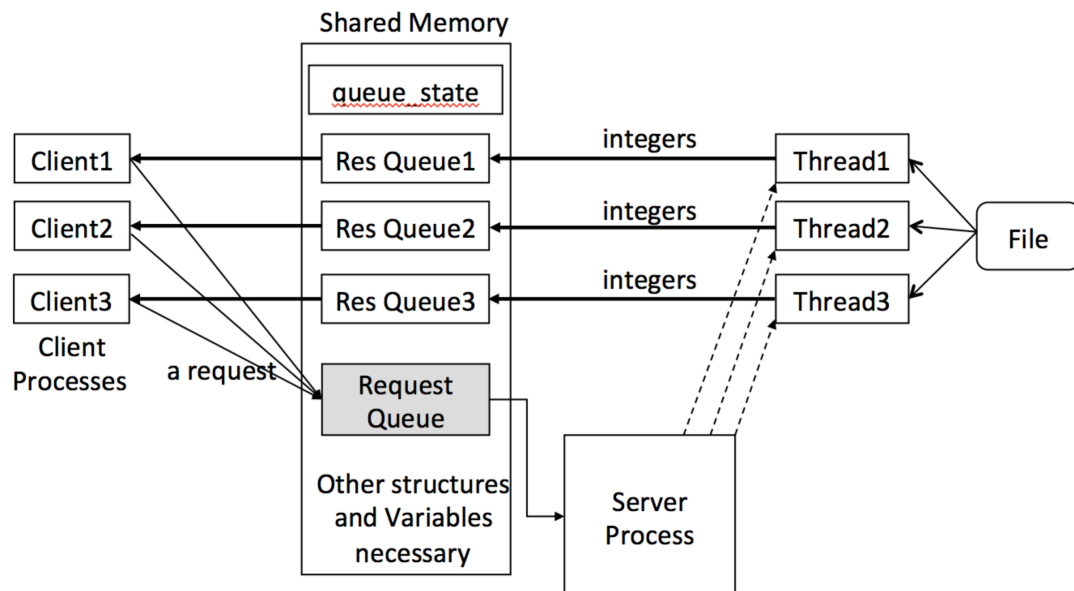 Shared Memory
queue_state
Client1
Res Queue1
integers
Thread1
Client2
Res Queue2
integers
Thread2
File
Client3
Res Queue3
integers
Thread3
Client
Processes
a request
Request
Queue
Other structures
and Variables
necessary
Server
Process